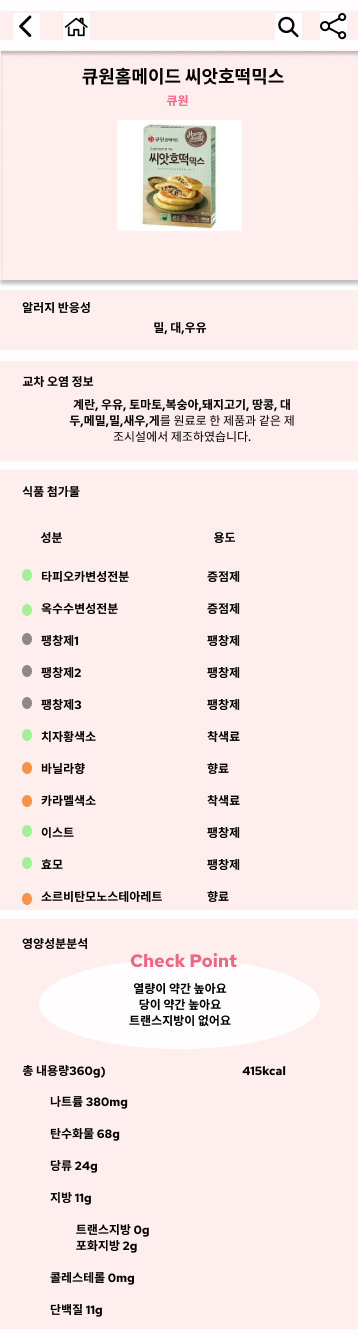 큐원홈메이드 씨앗호떡믹스
큐원
큐원홈메이드
Home made
씨앗호떡믹스
알러지 반응성
밀, 대,우유
교차 오염 정보
계란, 우유, 토마토,복숭아,돼지고기, 땅콩, 대
두,메밀,밀,새우,게를 원료로 한 제품과 같은 제
조시설에서 제조하였습니다.
식품 첨가물
성분 용도
타피오카변성전분 증점제
옥수수변성전분 증점제
팽창제1 팽창제
팽창제2 팽창제
팽창제3 팽창제
치자황색소 착색료
바닐라향 향료
카라멜색소 착색료
이스트 팽창제
효모 팽창제
소르비탄모노스테아레트 향료
영양성분분석
Check Point
열량이 약간 높아요
당이 약간 높아요
트랜스지방이 없어요
총 내용량360g) 415kcal
나트륨 380mg
탄수화물 68g
당류 24g
지방 11g
트랜스지방 0g
포화지방 2g
콜레스테롤 0mg
단백질 11g